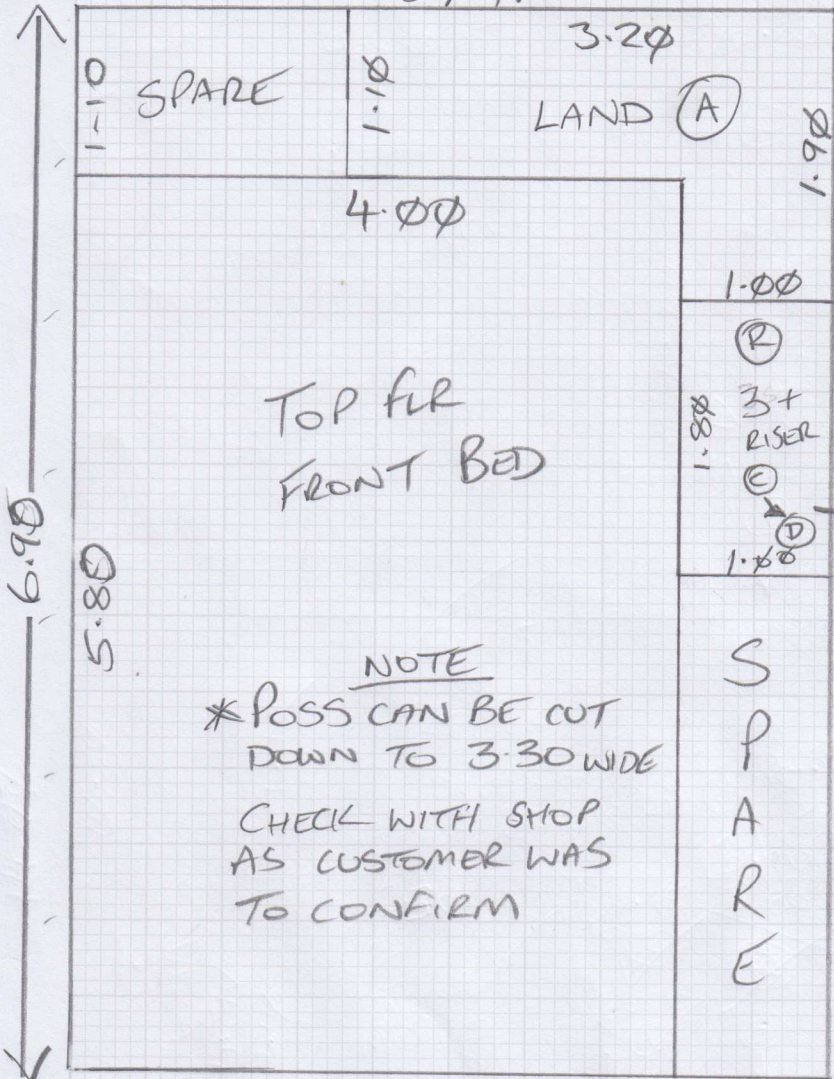 3.20
1-10
SPARE
1.10
LAND A
1.90
4.00
1.00
R
3+
RISER
1.80
C
D
1.00
TOP FLR
FRONT BED
6.90
5.80
NOTE
*POSS CAN BE CUT
DOWN TO 3.30 WIDE
CHECK WITH SHOP
AS CUSTOMER WAS
TO CONFIRM
S
P
A
R
E